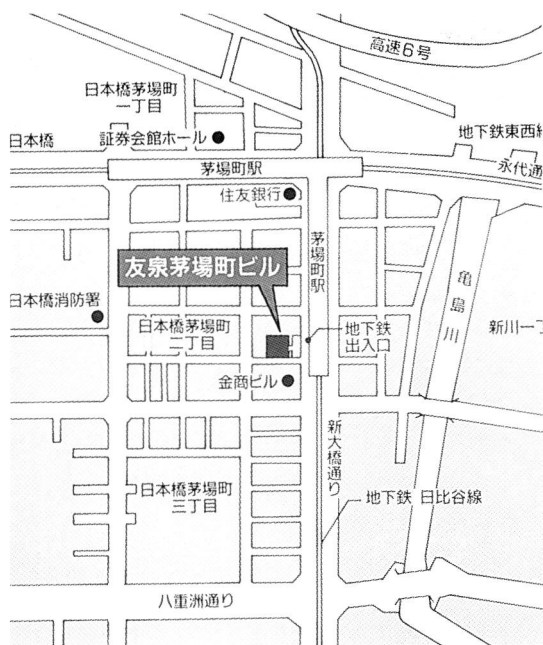 高速6号
日本橋茅場町
一丁目
日本橋
証券会館ホール
地下鉄東西線
茅場町駅
永代通
住友銀行
茅場町駅
友泉茅場町ビル
亀島川
日本橋消防署
日本橋茅場町
二丁目
地下鉄
出入口
新川一丁
金商ビル
新大橋通り
日本橋茅場町
三丁目
地下鉄 日比谷線
八重洲通り